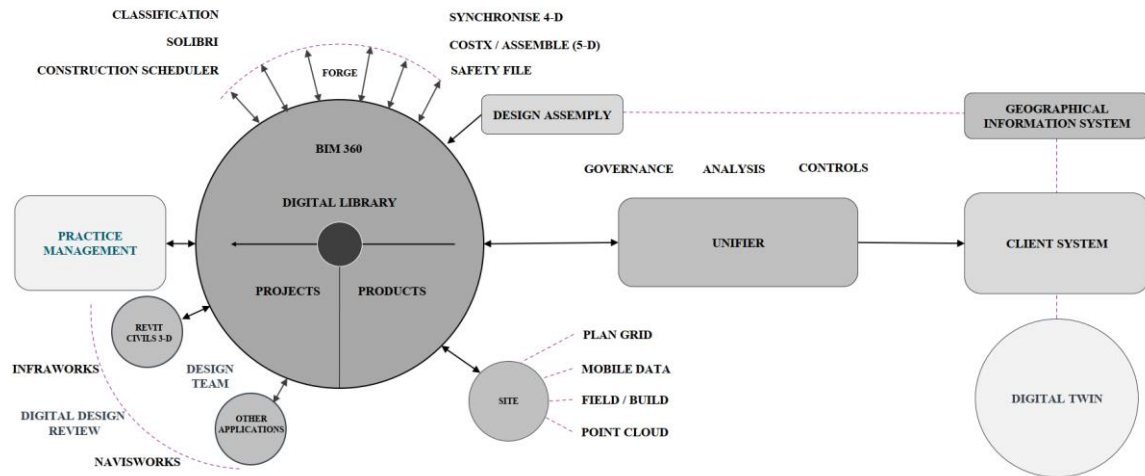 CLASSIFICATION
SOLIBRI
CONSTRUCTION SCHEDULER
FORGE
SYNCHRONISE 4-D
COSTX / ASSEMBLE (5-D)
SAFETY FILE
DESIGN ASSEMPLY
GEOGRAPHICAL
INFORMATION SYSTEM
BIM 360
DIGITAL LIBRARY
PROJECTS
PRODUCTS
GOVERNANCE
ANALYSIS
CONTROLS
PRACTICE
MANAGEMENT
UNIFIER
CLIENT SYSTEM
REVIT
CIVILS 3-D
INFRAWORKS
DESIGN
TEAM
DIGITAL DESIGN
REVIEW
OTHER
APPLICATIONS
NAVISWORKS
SITE
PLAN GRID
MOBILE DATA
FIELD / BUILD
POINT CLOUD
DIGITAL TWIN